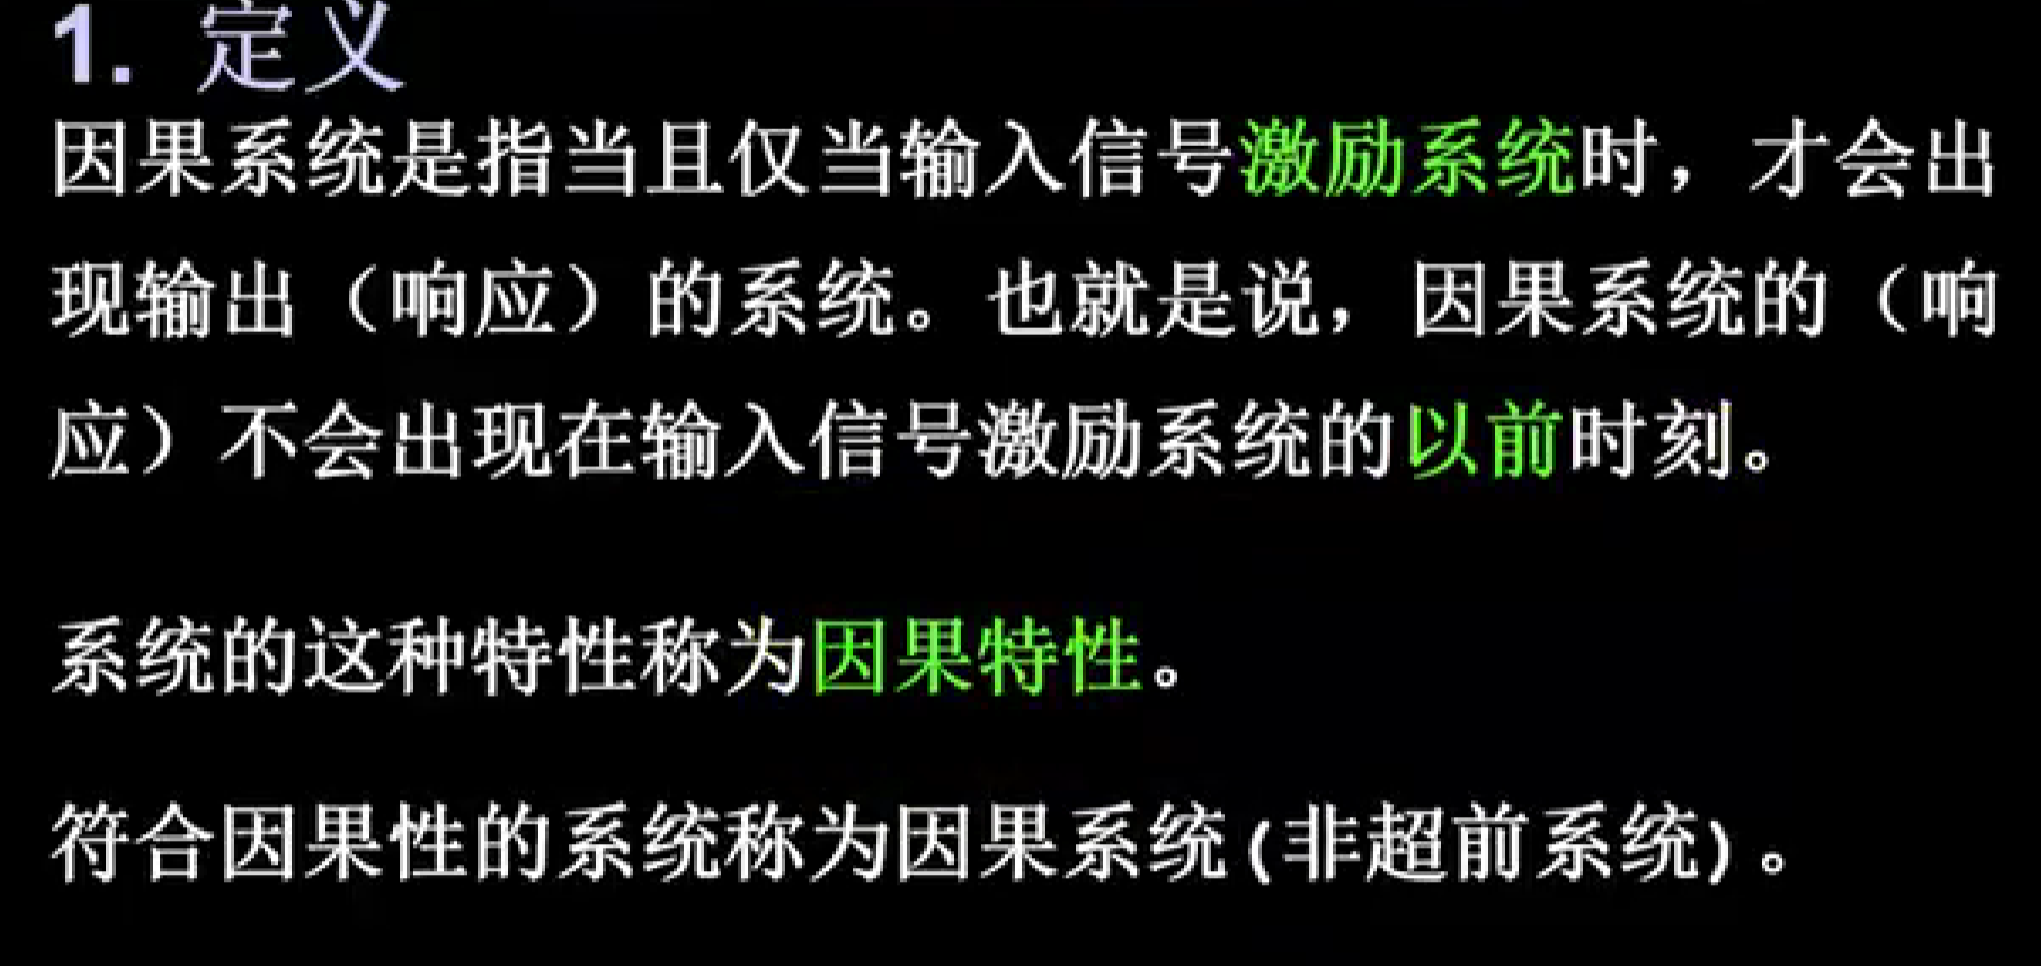 1. 定义
因果系统是指当且仅当输入信号激励系统时，才会出
现输出（响应）的系统。也就是说，因果系统的（响
应）不会出现在输入信号激励系统的以前时刻。
系统的这种特性称为因果特性。
符合因果性的系统称为因果系统(非超前系统)。